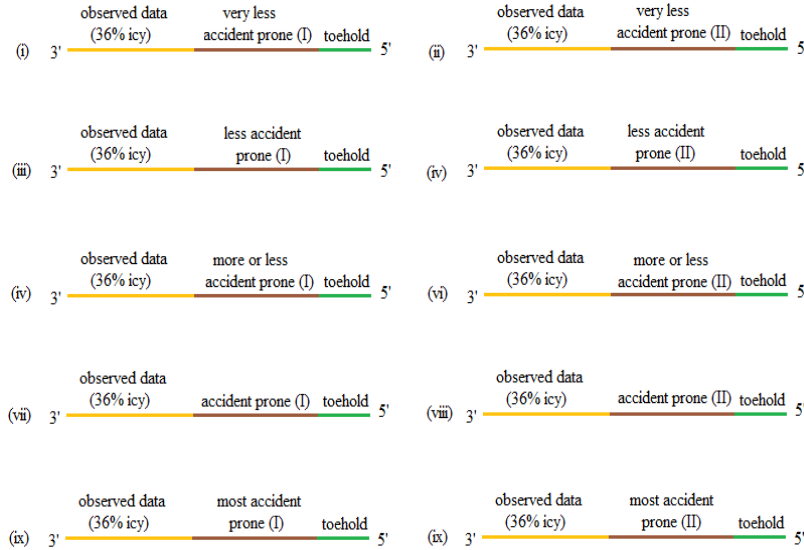 observed data very less
(36% icy) accident prone (I) toehold
(i) 3' 5'
observed data very less
(36% icy) accident prone (II) toehold
(ii) 3' 5'
observed data less accident
(36% icy) prone (I) toehold
(iii) 3' 5'
observed data less accident
(36% icy) prone (II) toehold
(iv) 3' 5'
observed data more or less
(36% icy) accident prone (I) toehold
(iv) 3' 5'
observed data more or less
(36% icy) accident prone (II) toehold
(vi) 3' 5'
observed data
(36% icy) accident prone (I) toehold
(vii) 3' 5'
observed data
(36% icy) accident prone (II) toehold
(viii) 3' 5'
observed data most accident
(36% icy) prone (I) toehold
(ix) 3' 5'
observed data most accident
(36% icy) prone (II) toehold
(ix) 3' 5'